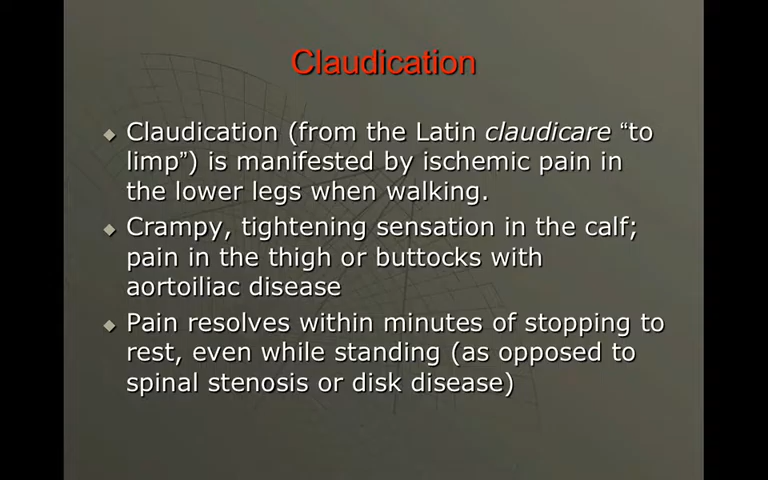 Claudication
Claudication (from the Latin claudicare “to
limp”) is manifested by ischemic pain in
the lower legs when walking.
Crampy, tightening sensation in the calf;
pain in the thigh or buttocks with
aortoiliac disease
Pain resolves within minutes of stopping to
rest, even while standing (as opposed to
spinal stenosis or disk disease)